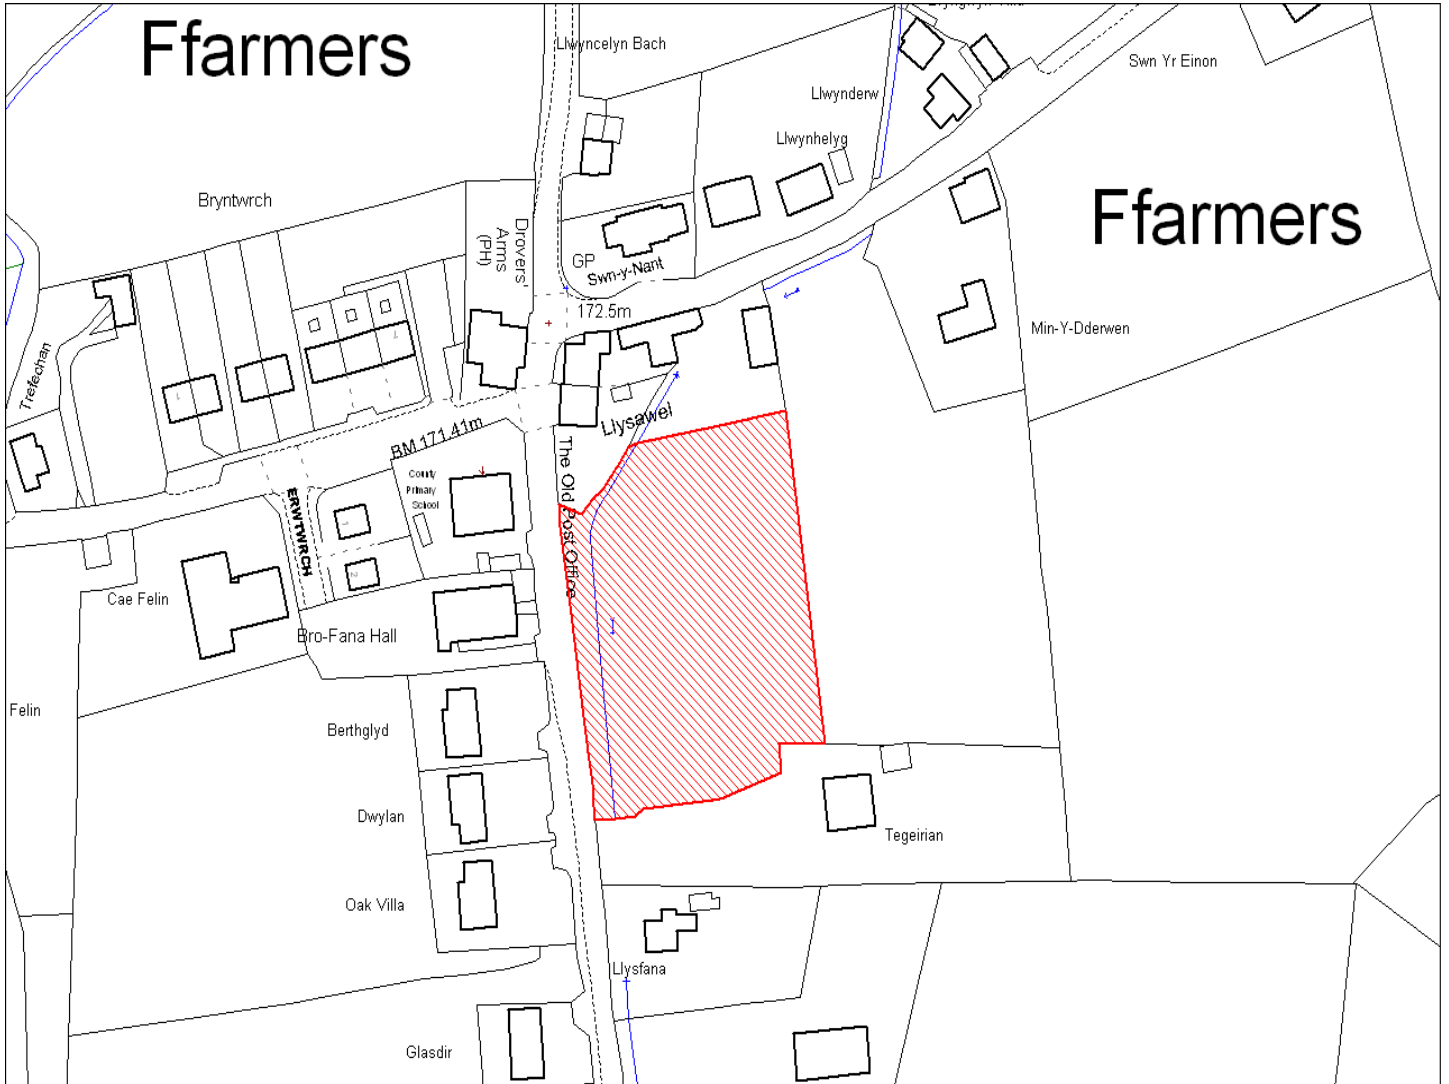 Ffarmers
Llwyncelyn Bach
Swn Yr Einon
Llwynderw
Llwynhelyg
Bryntwrch
Ffarmers
Drovers'
Arms
(PH)
GP
Swn-y-Nant
172.5m
Min-Y-Dderwen
Trefechan
Llysawel
BM 171.41m
The Old Post Office
County
Primary
School
ERWTWRCH
1
2
Cae Felin
Bro-Fana Hall
Felin
Berthglyd
Dwylan
Tegeirian
Oak Villa
Llysfana
Glasdir